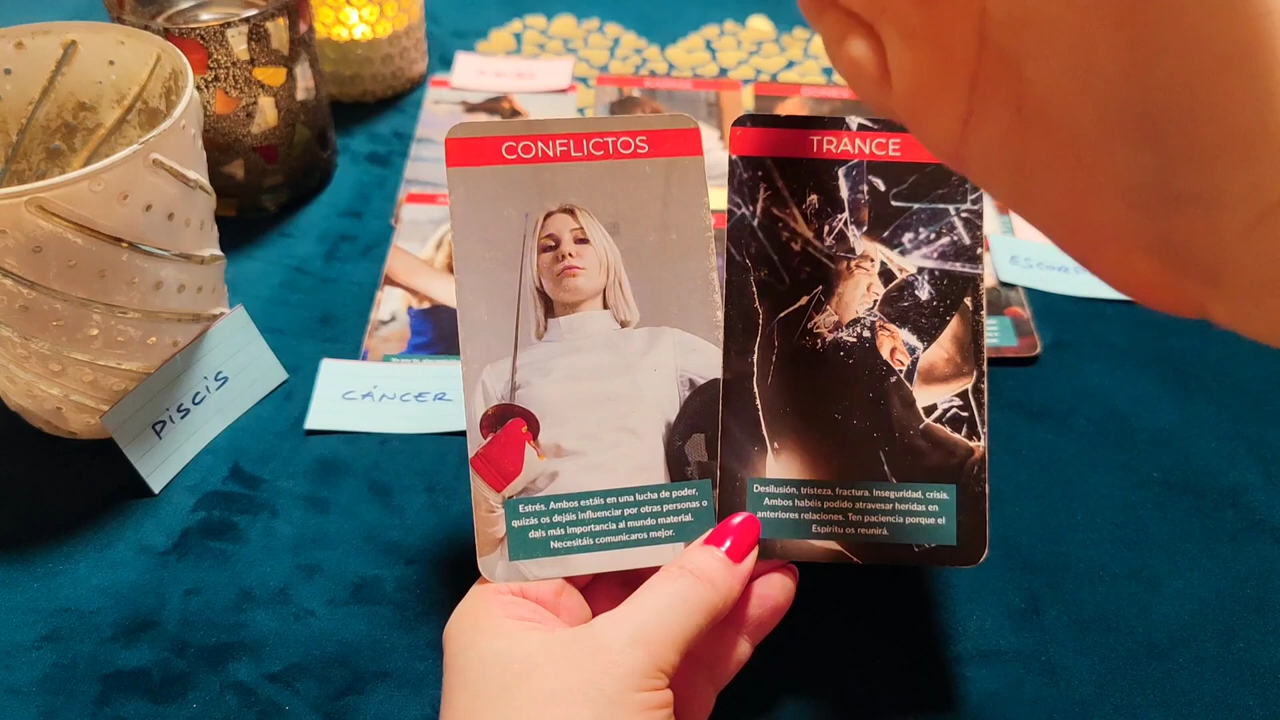 CONFLICTOS
TRANCE
PISCIS
CÁNCER
ESCORP
Estrés. Ambos estáis en una lucha de poder,
quizás os dejáis influenciar por otras personas o
dais más importancia al mundo material.
Necesitáis comunicaros mejor.
Desilusión, tristeza, fractura. Inseguridad, crisis.
Ambos habéis podido atravesar heridas en
anteriores relaciones. Ten paciencia porque el
Espíritu os reunirá.